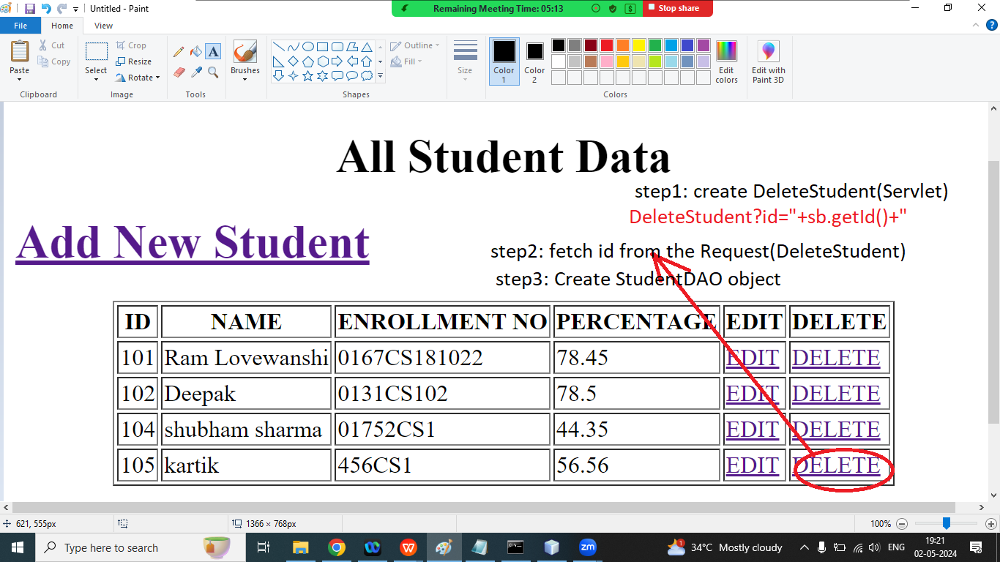 Untitled - Paint
Remaining Meeting Time: 05:13
Stop share
File Home View
Paste
Cut
Copy
Clipboard
Select
Crop
Resize
Rotate
Image
A
Tools
Brushes
Outline
Fill
Shapes
Size
Color 1
Color 2
Edit colors
Colors
Edit with Paint 3D
All Student Data
step1: create DeleteStudent(Servlet)
DeleteStudent?id="+sb.getId()+"
Add New Student
step2: fetch id from the Request(DeleteStudent)
step3: Create StudentDAO object
ID NAME ENROLLMENT NO PERCENTAGE EDIT DELETE
101 Ram Lovewanshi 0167CS181022 78.45 EDIT DELETE
102 Deepak 0131CS102 78.5 EDIT DELETE
104 shubham sharma 01752CS1 44.35 EDIT DELETE
105 kartik 456CS1 56.56 EDIT DELETE
621, 555px
1366 × 768px
100%
Type here to search
zm
1
34°C Mostly cloudy
ENG
19:21
02-05-2024